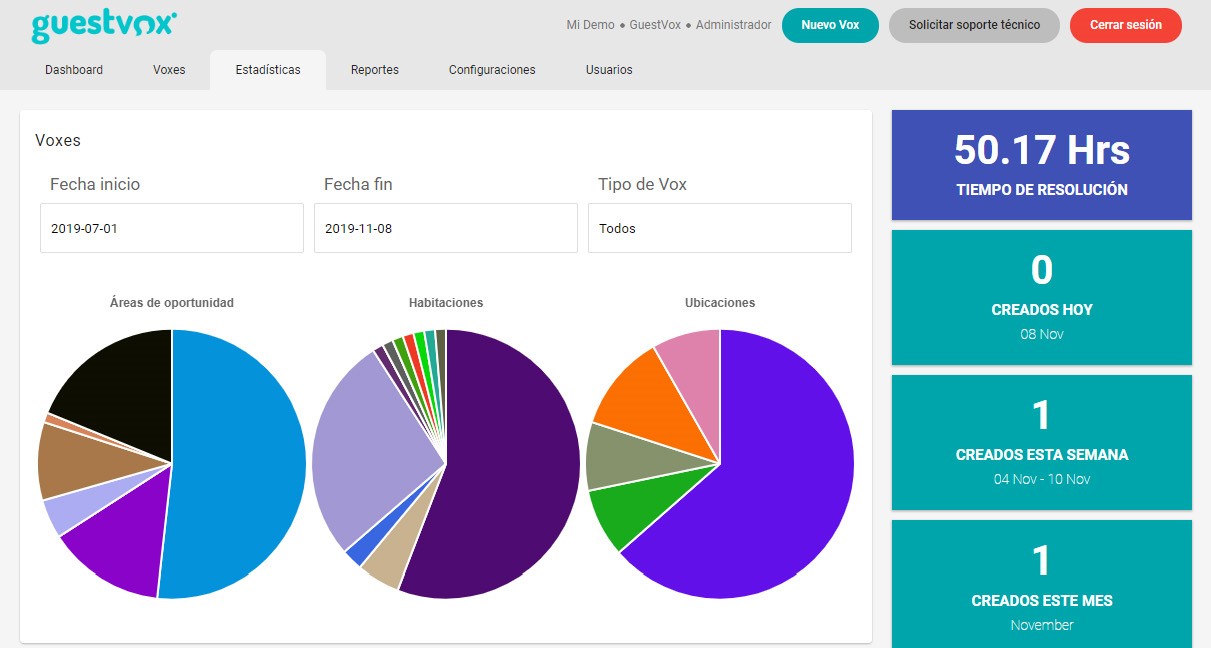 guestvox
Mi Demo • GuestVox • Administrador
Nuevo Vox
Solicitar soporte técnico
Cerrar sesión
Dashboard
Voxes
Estadísticas
Reportes
Configuraciones
Usuarios
Voxes
Fecha inicio
Fecha fin
Tipo de Vox
2019-07-01
2019-11-08
Todos
Áreas de oportunidad
Habitaciones
Ubicaciones
50.17 Hrs
TIEMPO DE RESOLUCIÓN
0
CREADOS HOY
08 Nov
1
CREADOS ESTA SEMANA
04 Nov - 10 Nov
1
CREADOS ESTE MES
November